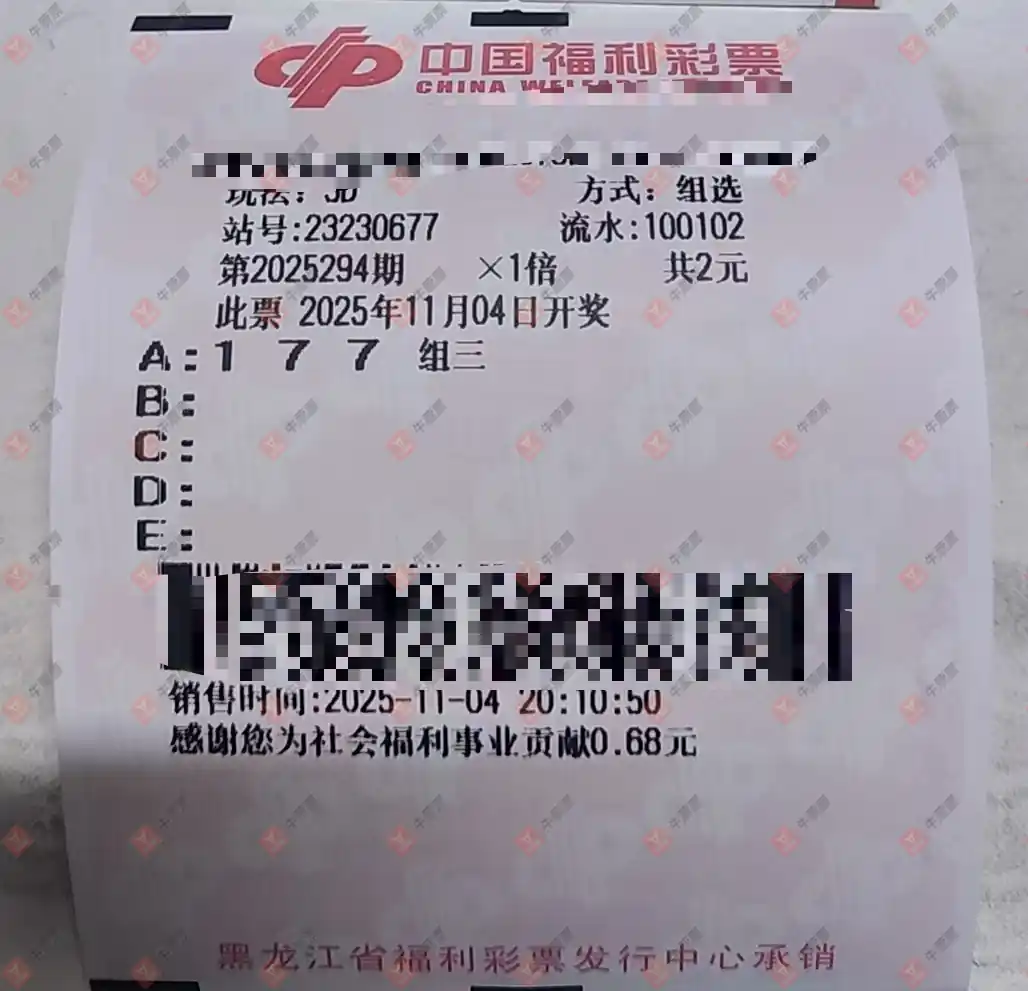 中国福利彩票
CHINA WELFARE
玩法：3D 方式：组选
站号:23230677 流水:100102
第2025294期 ×1倍 共2元
此票 2025年11月04日开奖
A:1 7 7 组三
B:
C:
D:
E:
销售时间:2025-11-04 20:10:50
感谢您为社会福利事业贡献0.68元
黑龙江省福利彩票发行中心承销